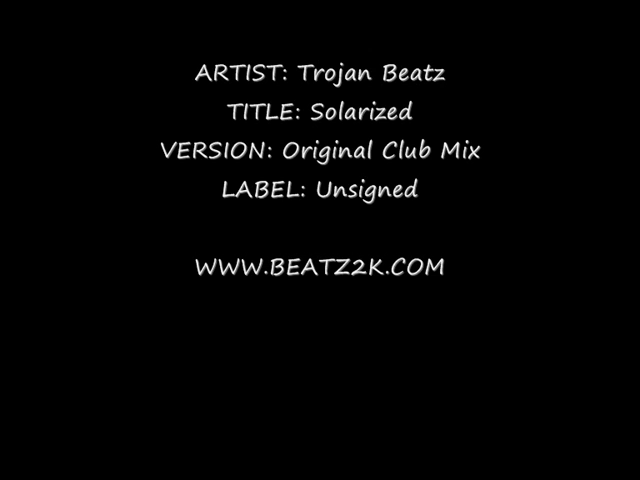 ARTIST: Trojan Beatz
TITLE: Solarized
VERSION: Original Club Mix
LABEL: Unsigned
WWW.BEATZ2K.COM